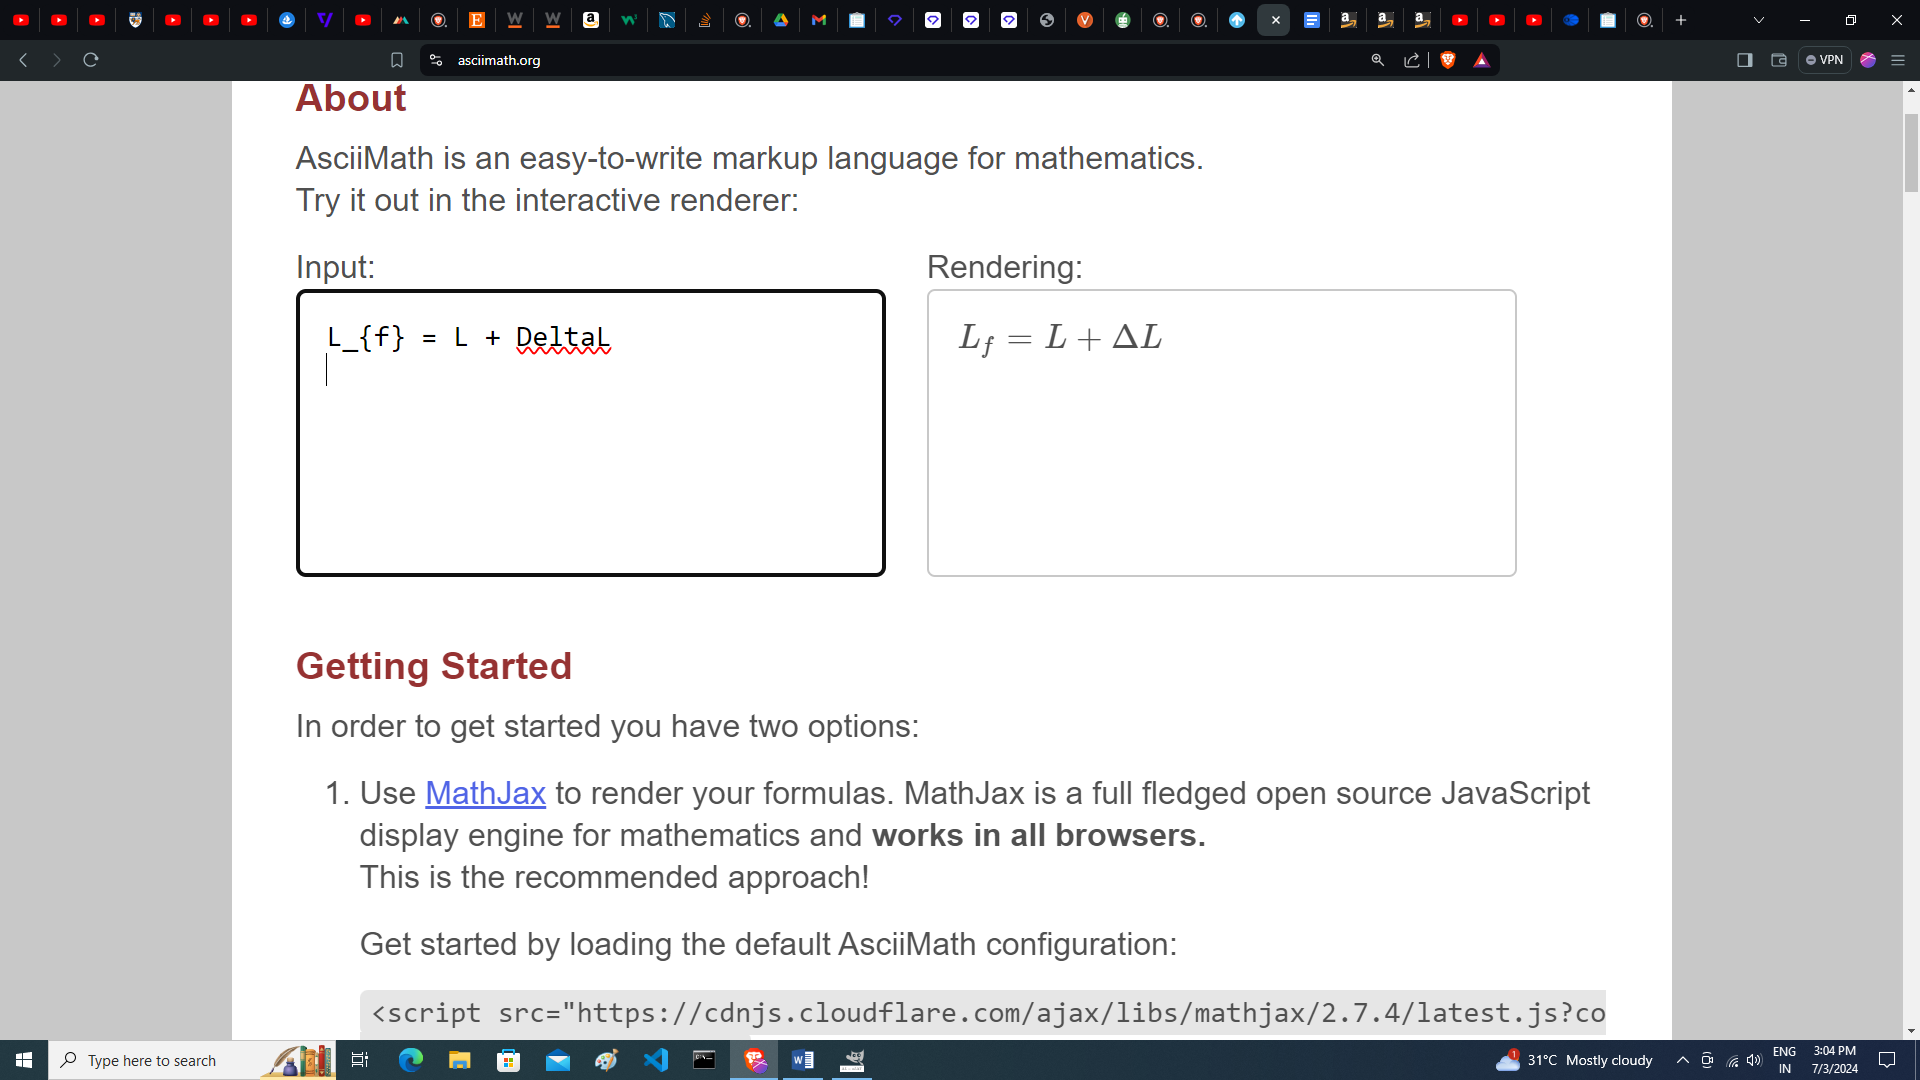 asciimath.org
VPN
About
AsciiMath is an easy-to-write markup language for mathematics.
Try it out in the interactive renderer:
Input:
Rendering:
L_{f} = L + DeltaL
L_f = L + ΔL
Getting Started
In order to get started you have two options:
1. Use MathJax to render your formulas. MathJax is a full fledged open source JavaScript
display engine for mathematics and works in all browsers.
This is the recommended approach!
Get started by loading the default AsciiMath configuration:
<script src="https://cdnjs.cloudflare.com/ajax/libs/mathjax/2.7.4/latest.js?co
Type here to search
1
31°C Mostly cloudy
ENG
IN
3:04 PM
7/3/2024